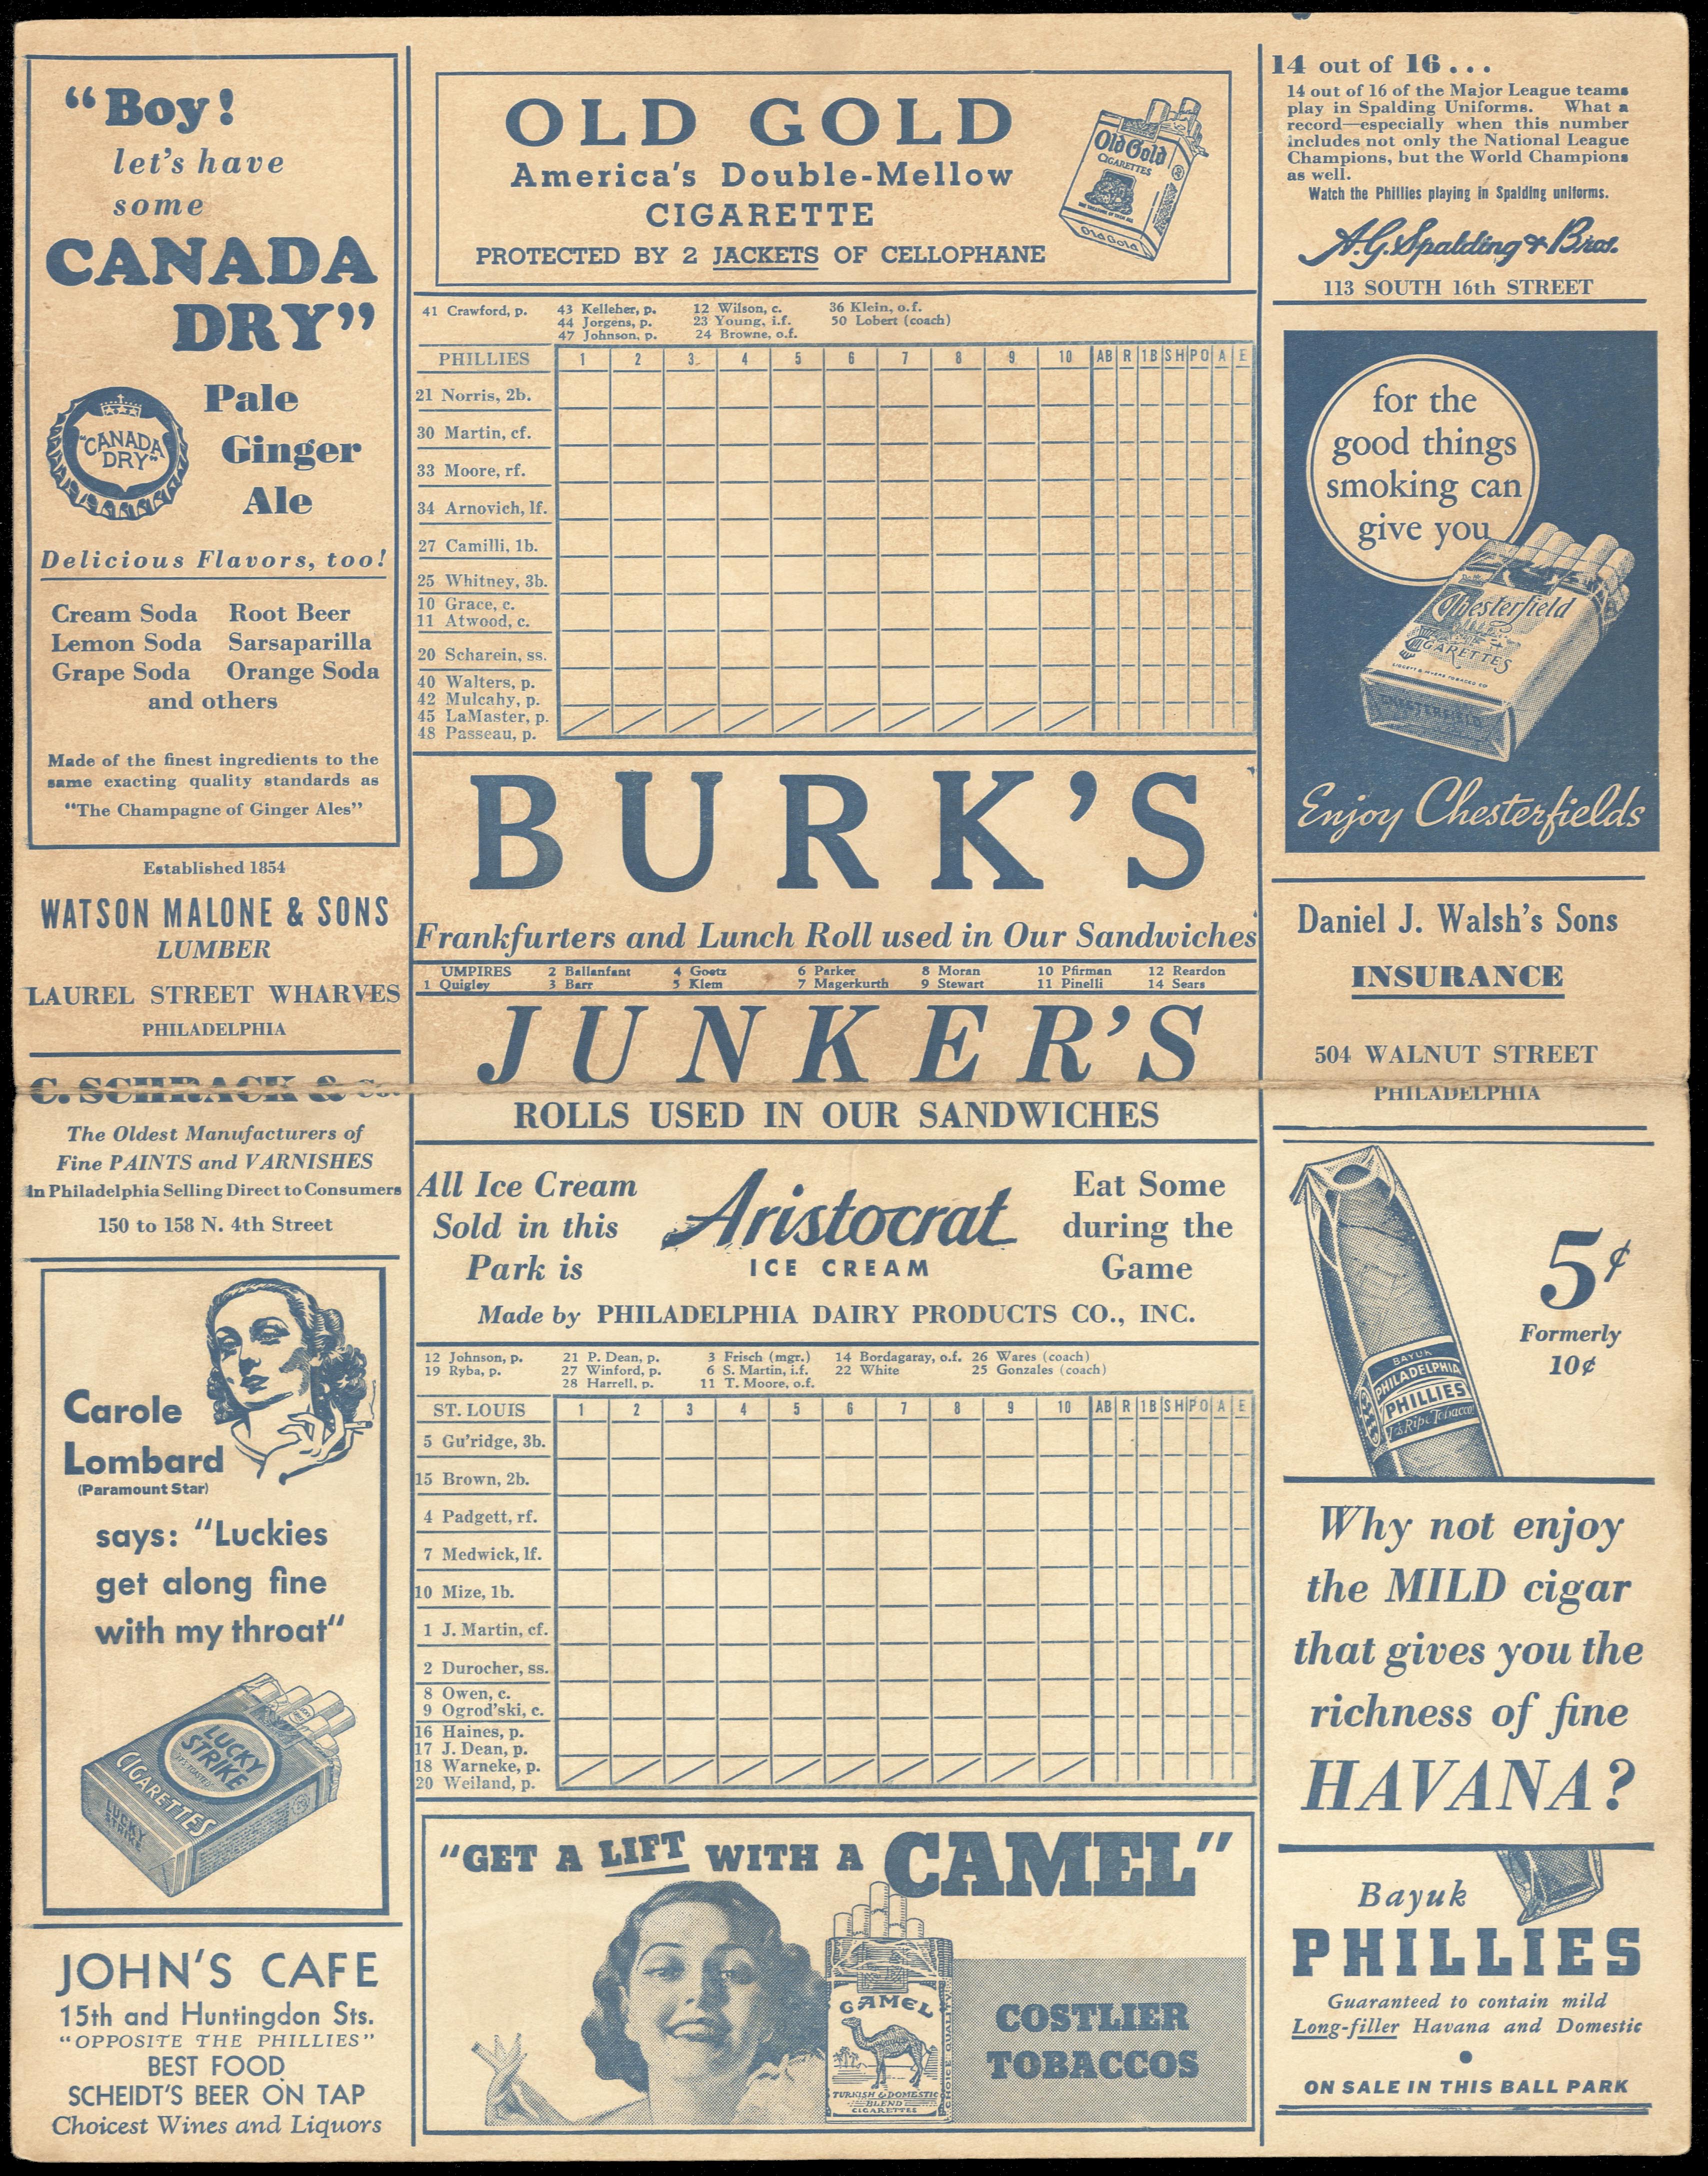 “Boy!
let’s have
some
CANADA
DRY”
"CANADA
DRY"
Pale
Ginger
Ale
Delicious Flavors, too!
Cream Soda Root Beer
Lemon Soda Sarsaparilla
Grape Soda Orange Soda
and others
Made of the finest ingredients to the
same exacting quality standards as
“The Champagne of Ginger Ales”
Established 1854
WATSON MALONE & SONS
LUMBER
LAUREL STREET WHARVES
PHILADELPHIA
C. SCHRACK & Co.
The Oldest Manufacturers of
Fine PAINTS and VARNISHES
In Philadelphia Selling Direct to Consumers
150 to 158 N. 4th Street
Carole
Lombard
(Paramount Star)
says: “Luckies
get along fine
with my throat“
LUCKY
STRIKE
"IT'S TOASTED"
CIGARETTES
LUCKY
STRIKE
JOHN’S CAFE
15th and Huntingdon Sts.
“OPPOSITE THE PHILLIES”
BEST FOOD
SCHEIDT’S BEER ON TAP
Choicest Wines and Liquors
OLD GOLD
America’s Double-Mellow
CIGARETTE
PROTECTED BY 2 JACKETS OF CELLOPHANE
Old Gold
CIGARETTES
Old Gold
41 Crawford, p. 43 Kelleher, p. 12 Wilson, c. 36 Klein, o.f.
44 Jorgens, p. 23 Young, i.f. 50 Lobert (coach)
47 Johnson, p. 24 Browne, o.f.
PHILLIES 1 2 3 4 5 6 7 8 9 10 AB R 1B SH PO A E
21 Norris, 2b.
30 Martin, cf.
33 Moore, rf.
34 Arnovich, lf.
27 Camilli, 1b.
25 Whitney, 3b.
10 Grace, c.
11 Atwood, c.
20 Scharein, ss.
40 Walters, p.
42 Mulcahy, p.
45 LaMaster, p.
48 Passeau, p.
BURK’S
Frankfurters and Lunch Roll used in Our Sandwiches
UMPIRES 2 Ballanfant 4 Goetz 6 Parker 8 Moran 10 Pfirman 12 Reardon
1 Quigley 3 Barr 5 Klem 7 Magerkurth 9 Stewart 11 Pinelli 14 Sears
JUNKER’S
ROLLS USED IN OUR SANDWICHES
All Ice Cream
Sold in this
Park is
Aristocrat
ICE CREAM
Eat Some
during the
Game
Made by PHILADELPHIA DAIRY PRODUCTS CO., INC.
12 Johnson, p. 21 P. Dean, p. 3 Frisch (mgr.) 14 Bordagaray, o.f. 26 Wares (coach)
19 Ryba, p. 27 Winford, p. 6 S. Martin, i.f. 22 White 25 Gonzales (coach)
28 Harrell, p. 11 T. Moore, o.f.
ST. LOUIS 1 2 3 4 5 6 7 8 9 10 AB R 1B SH PO A E
5 Gu’ridge, 3b.
15 Brown, 2b.
4 Padgett, rf.
7 Medwick, lf.
10 Mize, 1b.
1 J. Martin, cf.
2 Durocher, ss.
8 Owen, c.
9 Ogrod’ski, c.
16 Haines, p.
17 J. Dean, p.
18 Warneke, p.
20 Weiland, p.
“GET A LIFT WITH A CAMEL”
CAMEL
TURKISH & DOMESTIC
BLEND
CIGARETTES
CHOICE QUALITY
COSTLIER
TOBACCOS
14 out of 16 . . .
14 out of 16 of the Major League teams
play in Spalding Uniforms. What a
record—especially when this number
includes not only the National League
Champions, but the World Champions
as well.
Watch the Phillies playing in Spalding uniforms.
A.G. Spalding & Bros.
113 SOUTH 16th STREET
for the
good things
smoking can
give you
Chesterfield
CIGARETTES
LIGGETT & MYERS TOBACCO CO
CHESTERFIELD
Enjoy Chesterfields
Daniel J. Walsh’s Sons
INSURANCE
504 WALNUT STREET
PHILADELPHIA
5¢
Formerly
10¢
BAYUK
PHILADELPHIA
PHILLIES
It's Ripe Tobacco!
Why not enjoy
the MILD cigar
that gives you the
richness of fine
HAVANA?
Bayuk
PHILLIES
Guaranteed to contain mild
Long-filler Havana and Domestic
ON SALE IN THIS BALL PARK